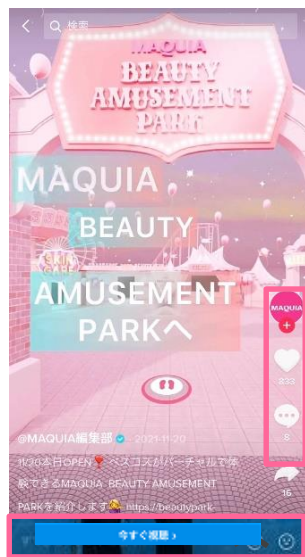 検索
MAQUIA
BEAUTY
AMUSEMENT
PARK
MAQUIA
BEAUTY
SKIN
CARE
AMUSEMENT
PARKへ
MAQUIA
833
8
@MAQUIA編集部 2021-11-20
11/20本日OPEN❣ベスコスがバーチャルで体
験できるMAQUIA BEAUTY AMUSEMENT
PARKを紹介します https://beautypark-
16
今すぐ視聴 ›